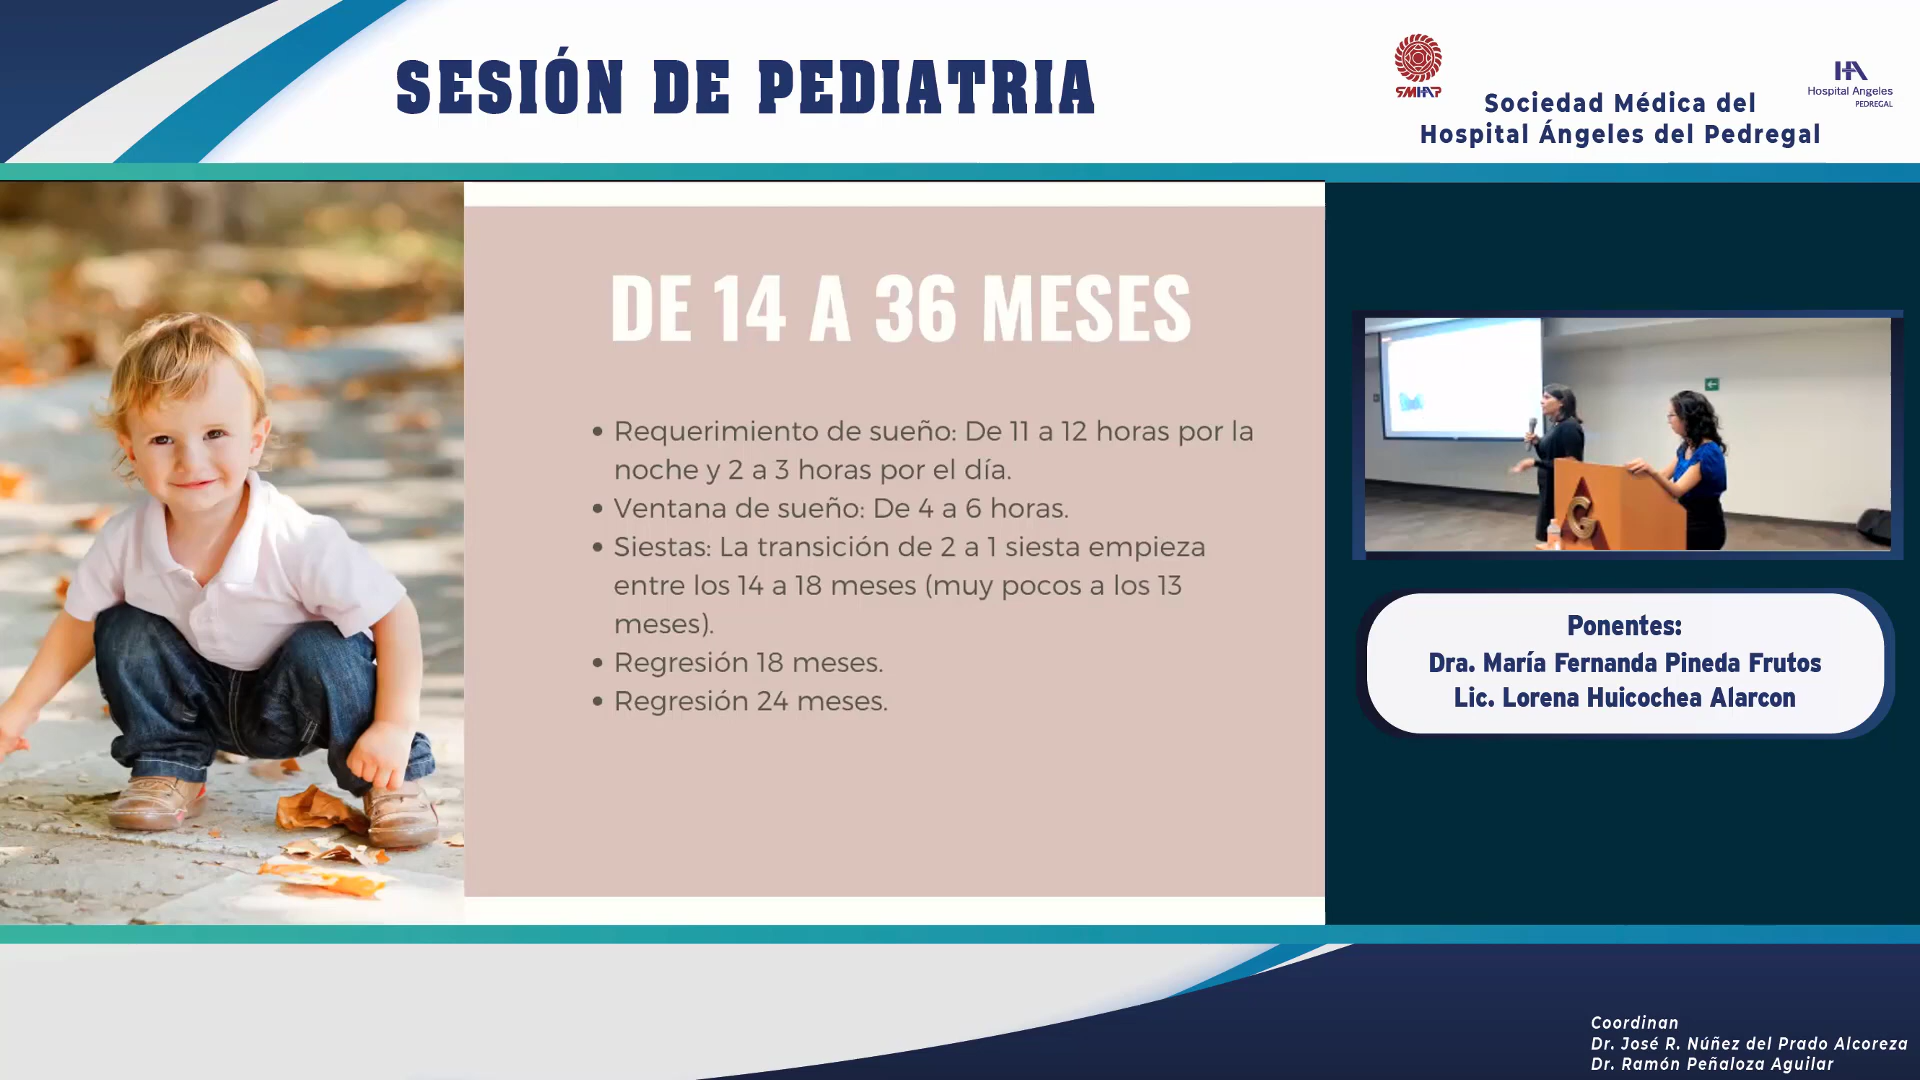 SESIÓN DE PEDIATRIA
SMHAP
Sociedad Médica del
Hospital Ángeles del Pedregal
HA
Hospital Angeles
PEDREGAL
DE 14 A 36 MESES
• Requerimiento de sueño: De 11 a 12 horas por la
noche y 2 a 3 horas por el día.
• Ventana de sueño: De 4 a 6 horas.
• Siestas: La transición de 2 a 1 siesta empieza
entre los 14 a 18 meses (muy pocos a los 13
meses).
• Regresión 18 meses.
• Regresión 24 meses.
Ponentes:
Dra. María Fernanda Pineda Frutos
Lic. Lorena Huicochea Alarcon
Coordinan
Dr. José R. Núñez del Prado Alcoreza
Dr. Ramón Peñaloza Aguilar